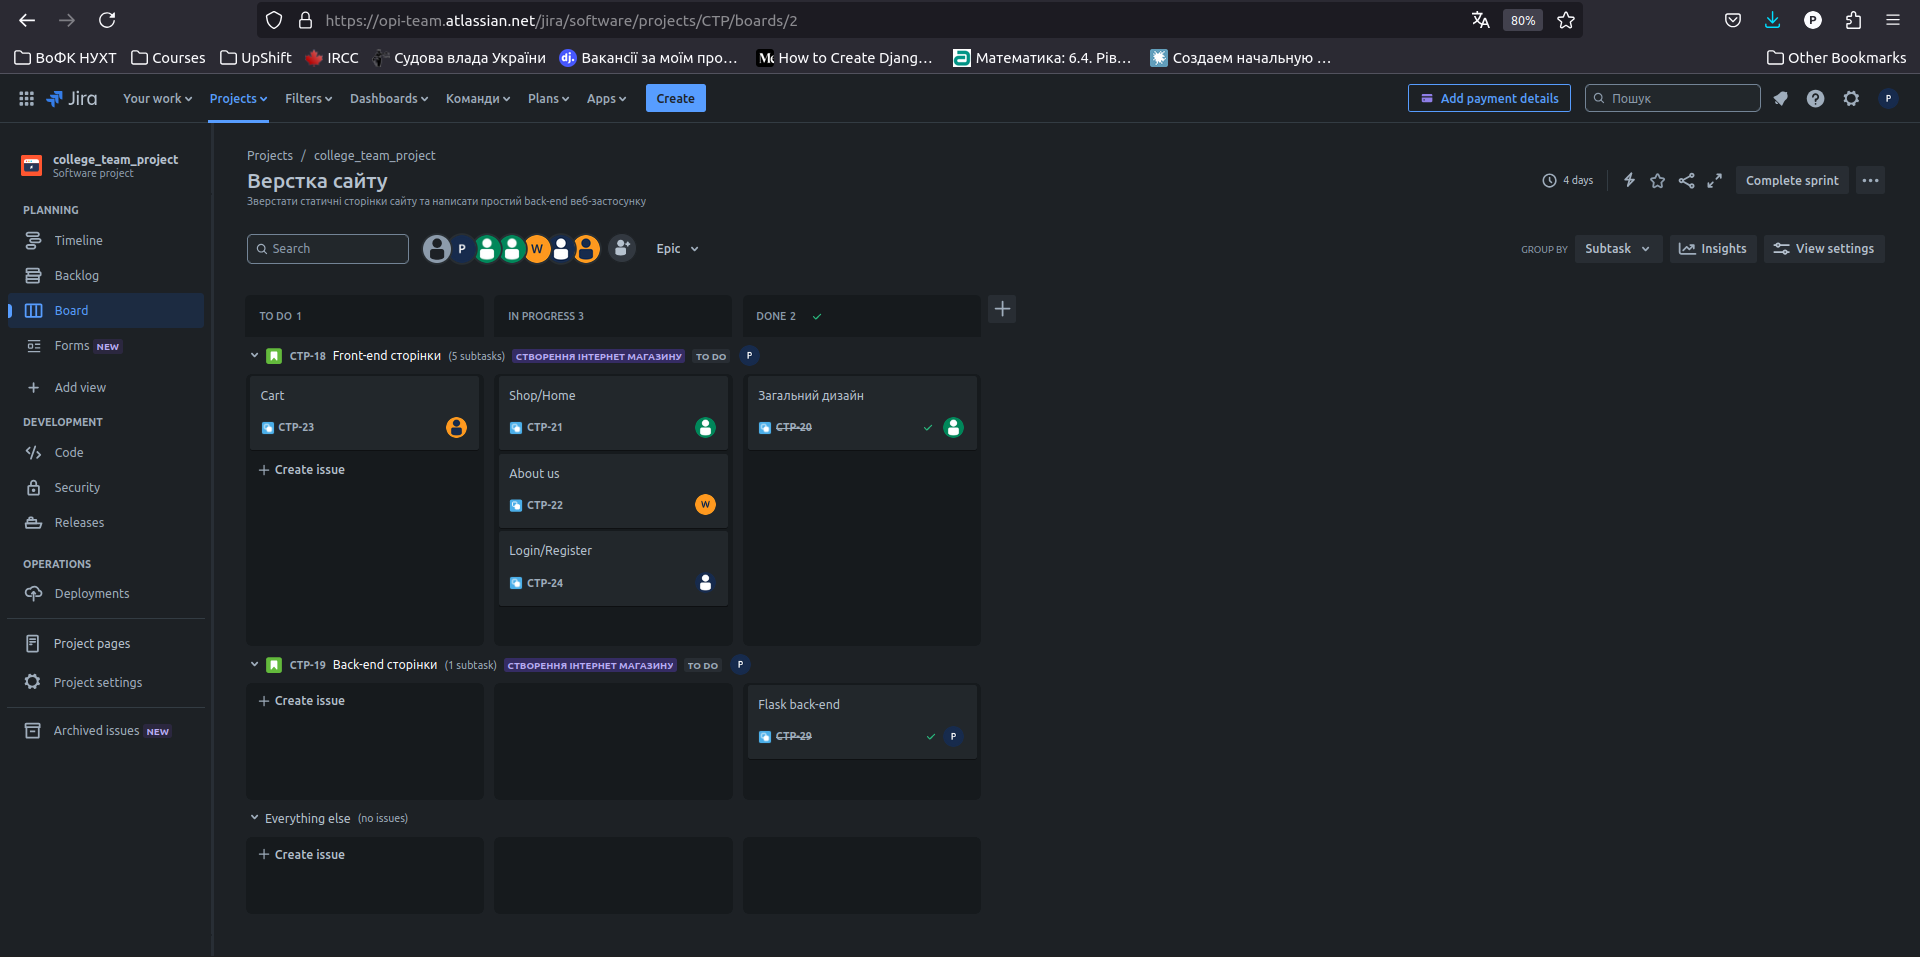 https://opi-team.atlassian.net/jira/software/projects/CTP/boards/2
80%
P
ВоФК НУХТ
Courses
UpShift
IRCC
Судова влада України
dj.
Вакансії за моїм про…
How to Create Djang…
Математика: 6.4. Рів…
Создаем начальную …
Other Bookmarks
Jira
Your work
Projects
Filters
Dashboards
Команди
Plans
Apps
Create
Add payment details
Пошук
P
college_team_project
Software project
PLANNING
Timeline
Backlog
Board
Forms NEW
Add view
DEVELOPMENT
Code
Security
Releases
OPERATIONS
Deployments
Project pages
Project settings
Archived issues NEW
Projects / college_team_project
Верстка сайту
Зверстати статичні сторінки сайту та написати простий back-end веб-застосунку
4 days
Complete sprint
Search
P
W
Epic
GROUP BY
Subtask
Insights
View settings
TO DO 1
IN PROGRESS 3
DONE 2
CTP-18 Front-end сторінки (5 subtasks) СТВОРЕННЯ ІНТЕРНЕТ МАГАЗИНУ TO DO P
Cart
CTP-23
Create issue
Shop/Home
CTP-21
About us
CTP-22
W
Login/Register
CTP-24
Загальний дизайн
CTP-20
CTP-19 Back-end сторінки (1 subtask) СТВОРЕННЯ ІНТЕРНЕТ МАГАЗИНУ TO DO P
Create issue
Flask back-end
CTP-29
P
Everything else (no issues)
Create issue